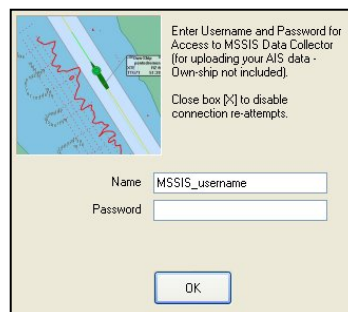 Enter Username and Password for
Access to MSSIS Data Collector
(for uploading your AIS data -
Own-ship not included).
Close box [X] to disable
connection re-attempts.
Name
MSSIS_username
Password
OK